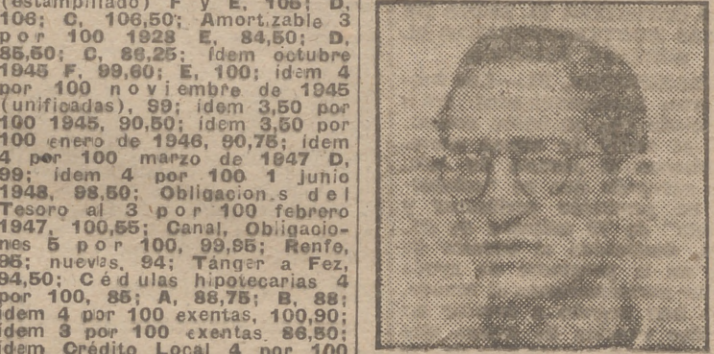 (estampillado) F y E, 105; D,
106; C, 106,50; Amortizable 3
por 100 1928 E, 84,50; D,
85,50; C, 86,25; ídem octubre
1945 F, 99,60; E, 100; ídem 4
por 100 noviembre de 1945
(unificadas), 99; ídem 3,50 por
100 1945, 90,50; ídem 3,50 por
100 enero de 1946, 90,75; ídem
4 por 100 marzo de 1947 D,
99; ídem 4 por 100 1 junio
1948, 98,50; Obligacion.s del
Tesoro al 3 por 100 febrero
1947, 100,55; Canal, Obligacio-
nes 5 por 100, 99,95; Renfe,
95; nuevas, 94; Tánger a Fez,
94,50; Cédulas hipotecarias 4
por 100, 85; A, 88,75; B, 88;
ídem 4 por 100 exentas, 100,90;
ídem 3 por 100 exentas 86,50;
ídem Crédito Local 4 por 100